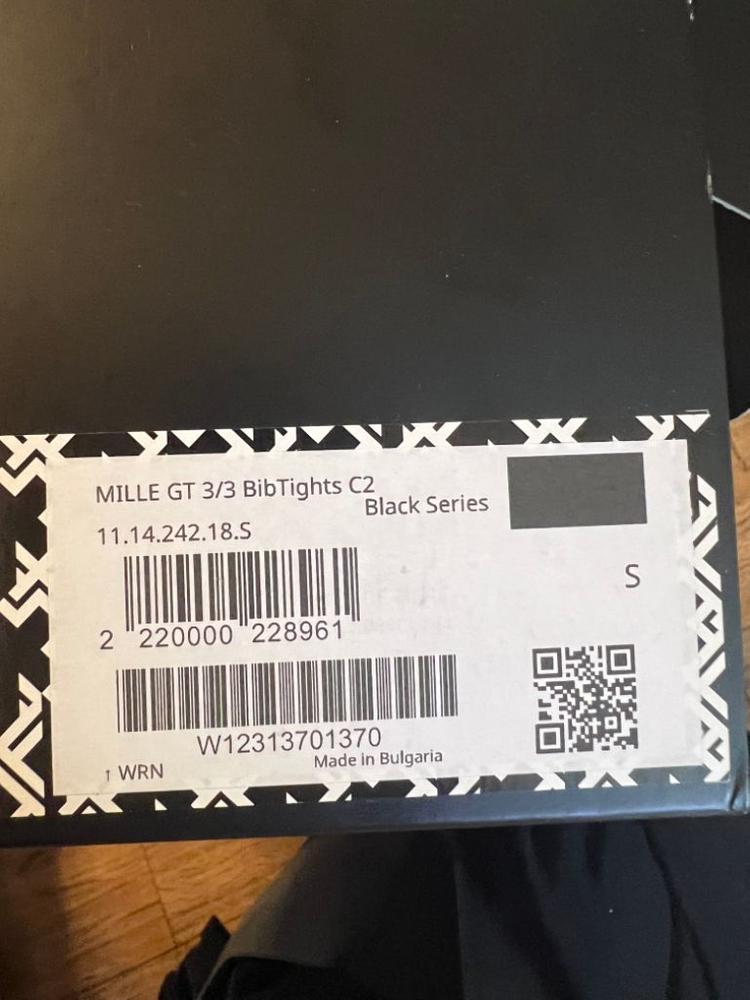 MILLE GT 3/3 BibTights C2
Black Series
11.14.242.18.S
S
2 220000 228961
W12313701370
Made in Bulgaria
↑ WRN